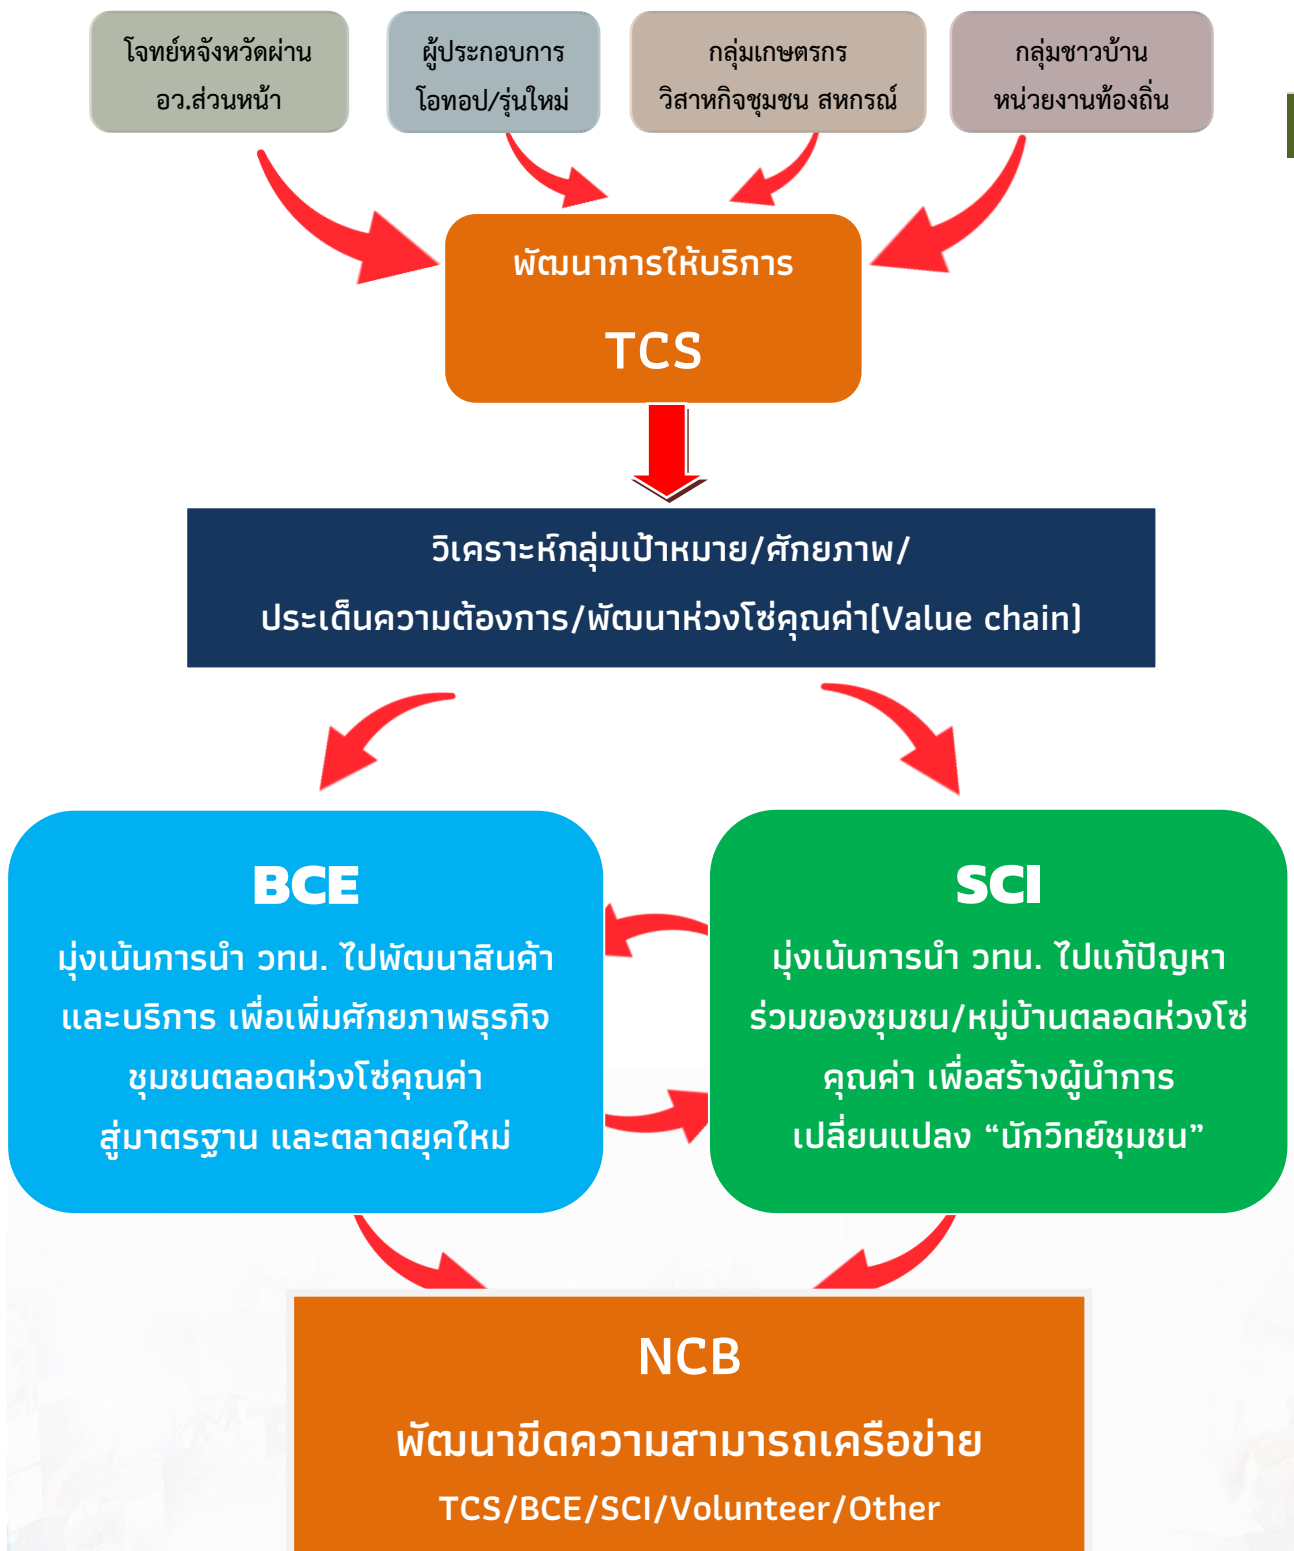 โจทย์หจังหวัดผ่าน
อว.ส่วนหน้า
ผู้ประกอบการ
โอทอป/รุ่นใหม่
กลุ่มเกษตรกร
วิสาหกิจชุมชน สหกรณ์
กลุ่มชาวบ้าน
หน่วยงานท้องถิ่น
พัฒนาการให้บริการ
TCS
วิเคราะห์กลุ่มเป้าหมาย/ศักยภาพ/
ประเด็นความต้องการ/พัฒนาห่วงโซ่คุณค่า(Value chain)
BCE
มุ่งเน้นการนำ วทน. ไปพัฒนาสินค้า
และบริการ เพื่อเพิ่มศักยภาพธุรกิจ
ชุมชนตลอดห่วงโซ่คุณค่า
สู่มาตรฐาน และตลาดยุคใหม่
SCI
มุ่งเน้นการนำ วทน. ไปแก้ปัญหา
ร่วมของชุมชน/หมู่บ้านตลอดห่วงโซ่
คุณค่า เพื่อสร้างผู้นำการ
เปลี่ยนแปลง “นักวิทย์ชุมชน”
NCB
พัฒนาขีดความสามารถเครือข่าย
TCS/BCE/SCI/Volunteer/Other